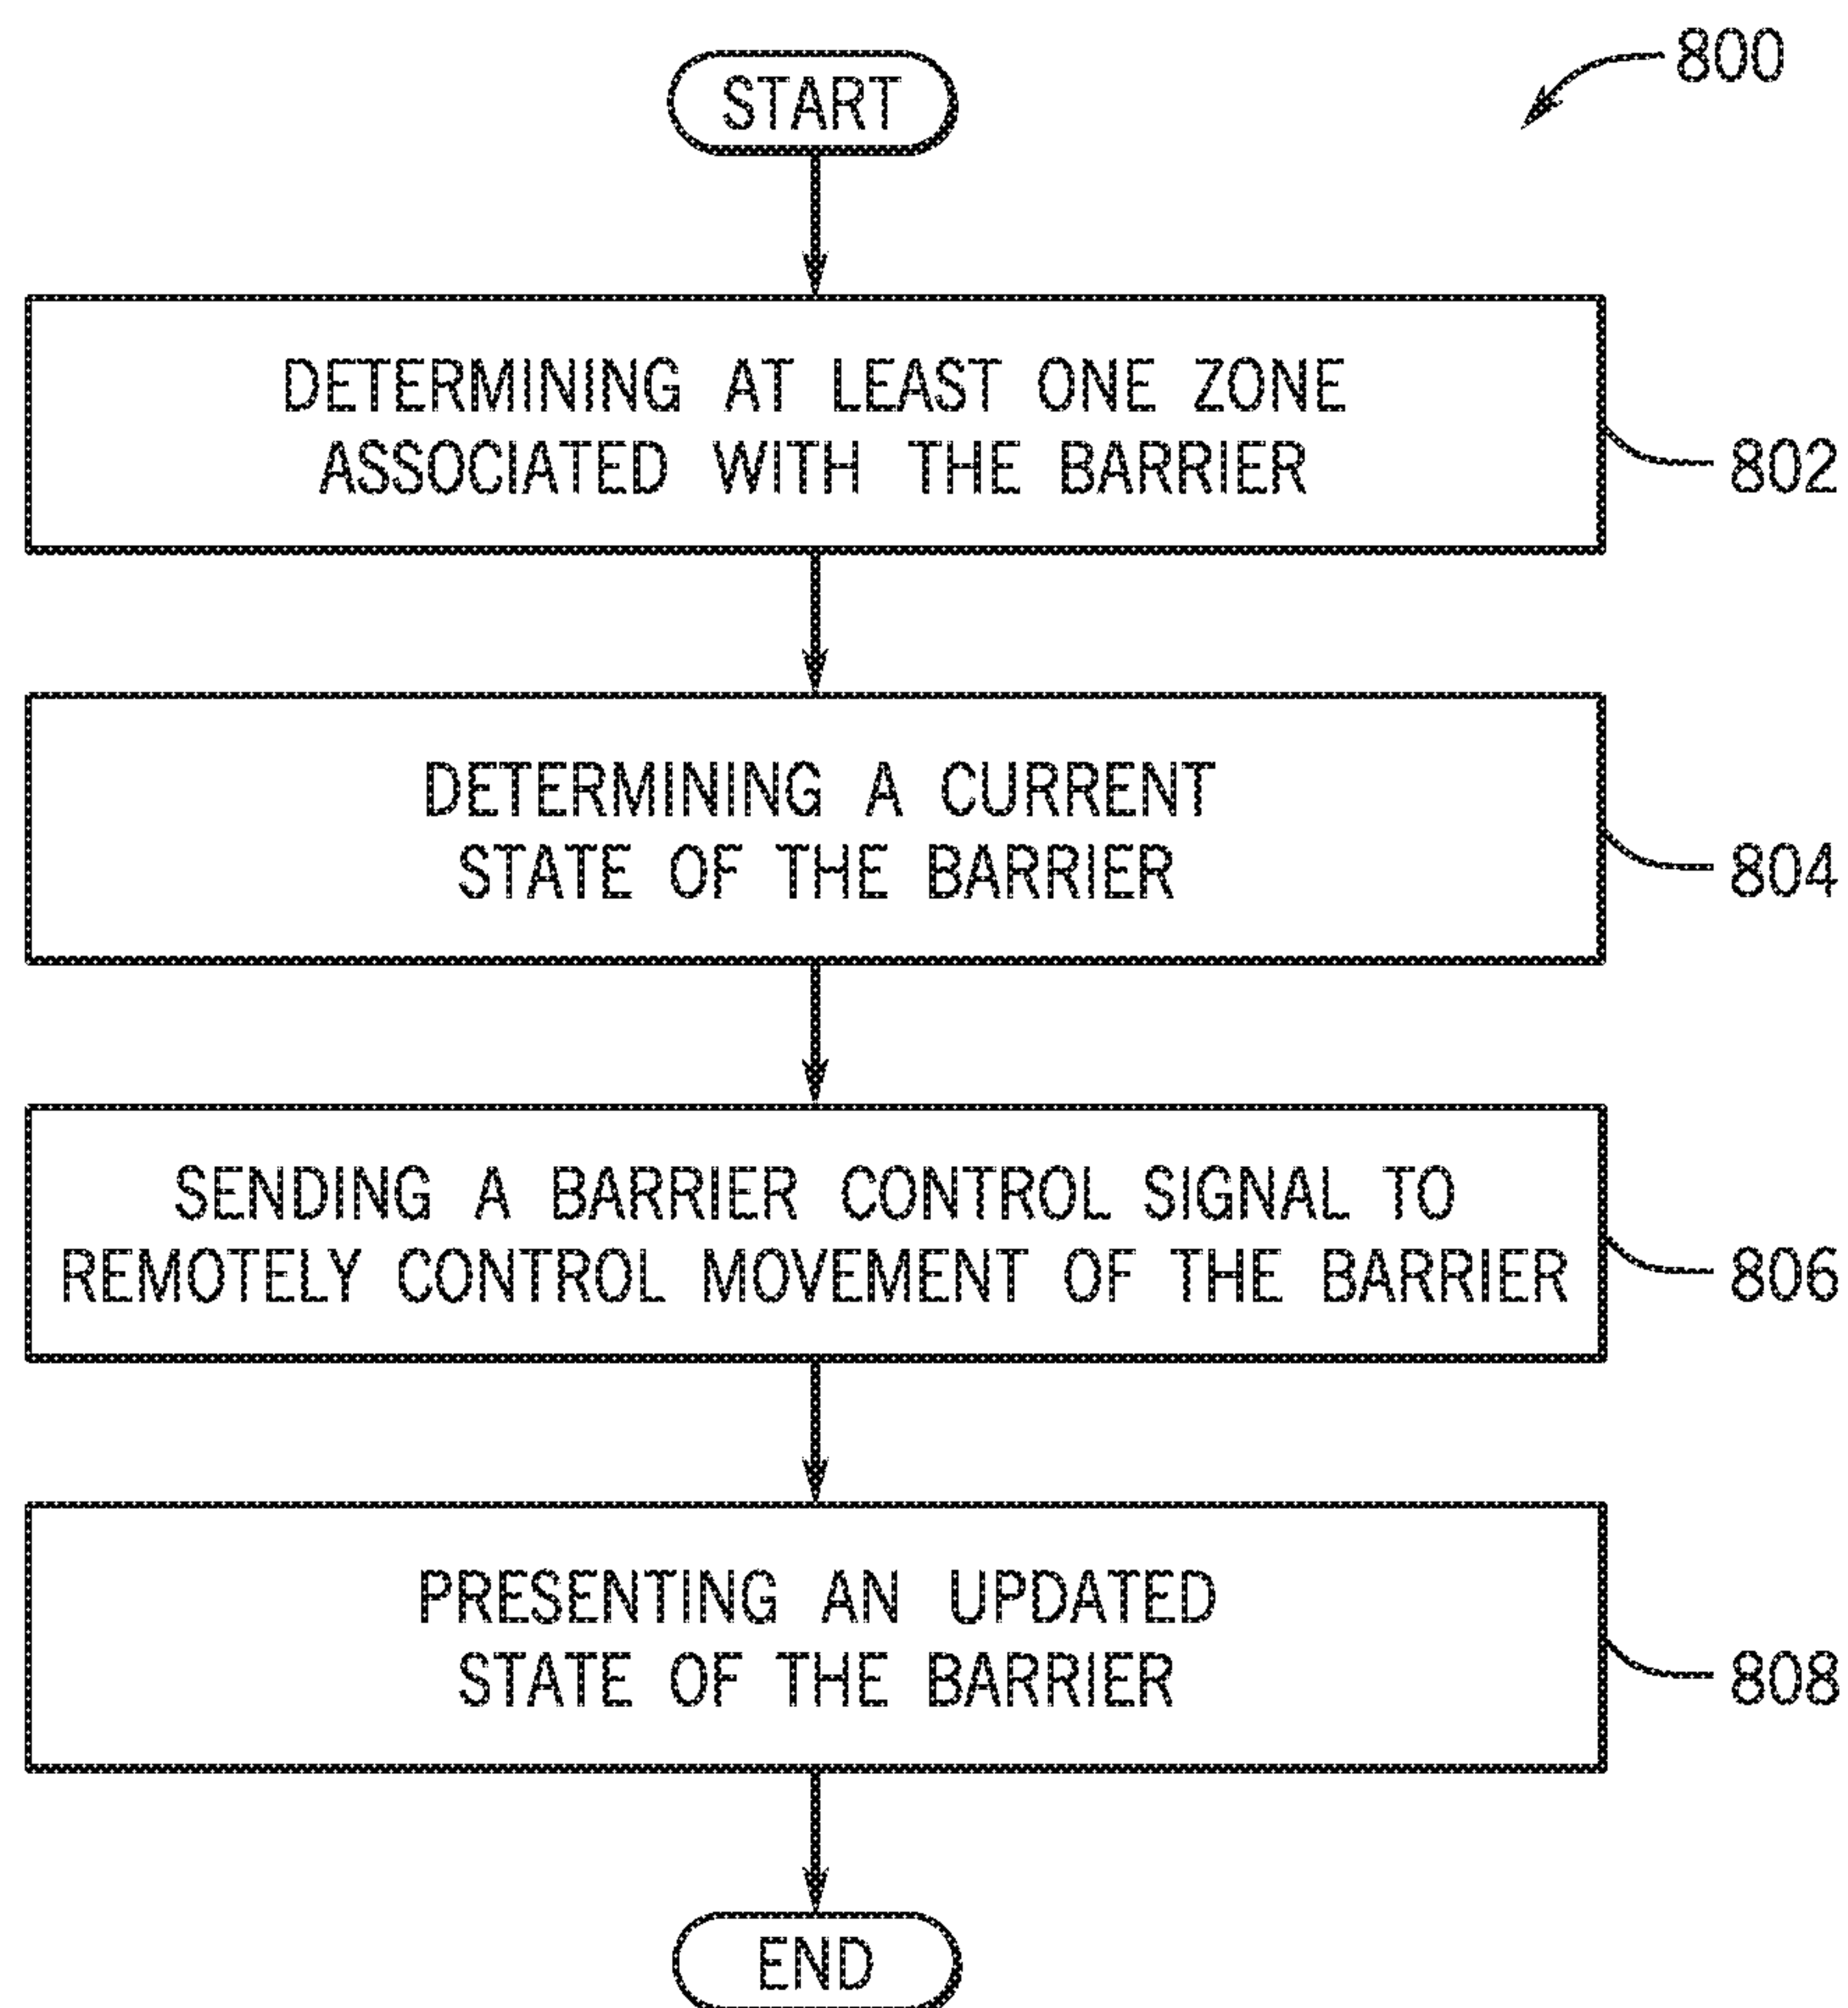 800
START
DETERMINING AT LEAST ONE ZONE
ASSOCIATED WITH THE BARRIER
802
DETERMINING A CURRENT
STATE OF THE BARRIER
804
SENDING A BARRIER CONTROL SIGNAL TO
REMOTELY CONTROL MOVEMENT OF THE BARRIER
806
PRESENTING AN UPDATED
STATE OF THE BARRIER
808
END